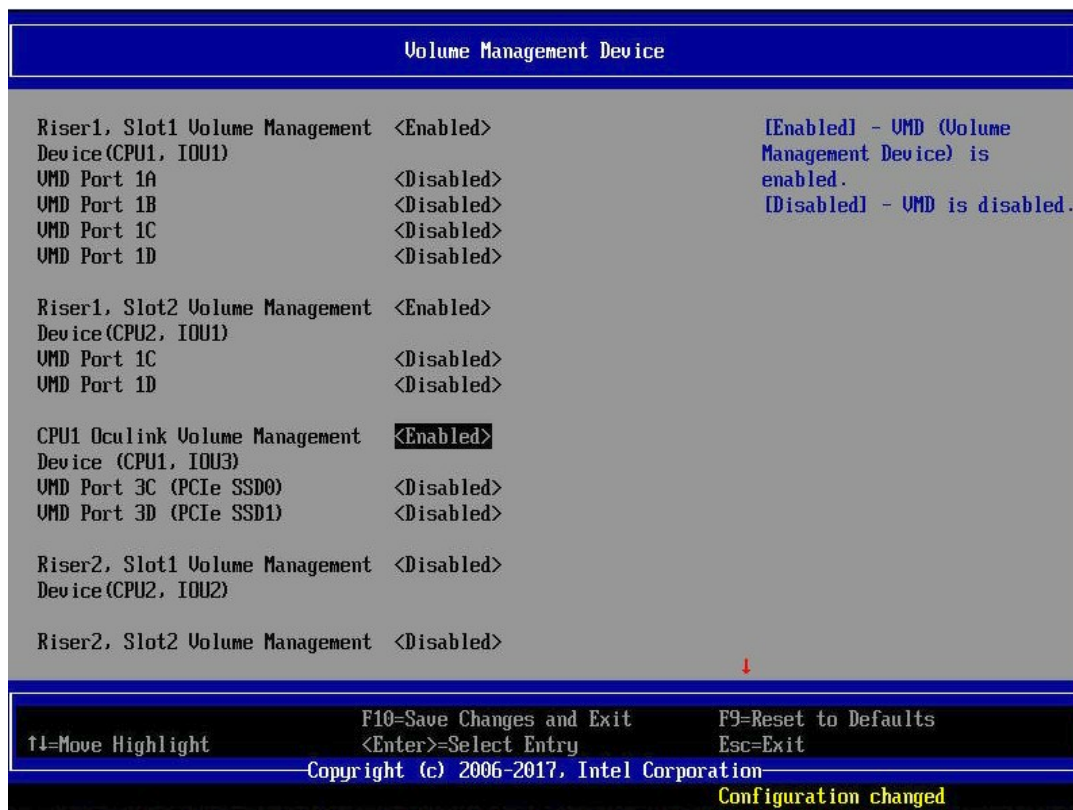 Volume Management Device
Riser1, Slot1 Volume Management <Enabled>
Device(CPU1, IOU1)
VMD Port 1A <Disabled>
VMD Port 1B <Disabled>
VMD Port 1C <Disabled>
VMD Port 1D <Disabled>
Riser1, Slot2 Volume Management <Enabled>
Device(CPU2, IOU1)
VMD Port 1C <Disabled>
VMD Port 1D <Disabled>
CPU1 Oculink Volume Management <Enabled>
Device (CPU1, IOU3)
VMD Port 3C (PCIe SSD0) <Disabled>
VMD Port 3D (PCIe SSD1) <Disabled>
Riser2, Slot1 Volume Management <Disabled>
Device(CPU2, IOU2)
Riser2, Slot2 Volume Management <Disabled>
[Enabled] - VMD (Volume
Management Device) is
enabled.
[Disabled] - VMD is disabled.
↓
F10=Save Changes and Exit F9=Reset to Defaults
↑↓=Move Highlight <Enter>=Select Entry Esc=Exit
Copyright (c) 2006-2017, Intel Corporation
Configuration changed